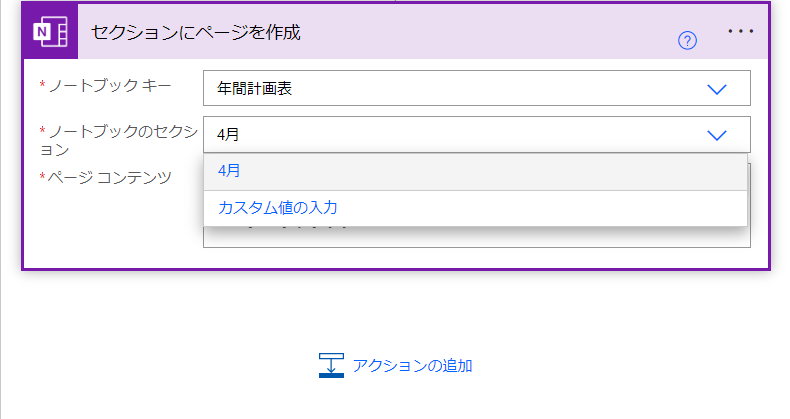 N
セクションにページを作成
?
*ノートブック キー
年間計画表
*ノートブックのセクシ
ョン
4月
*ページ コンテンツ
4月
カスタム値の入力
アクションの追加